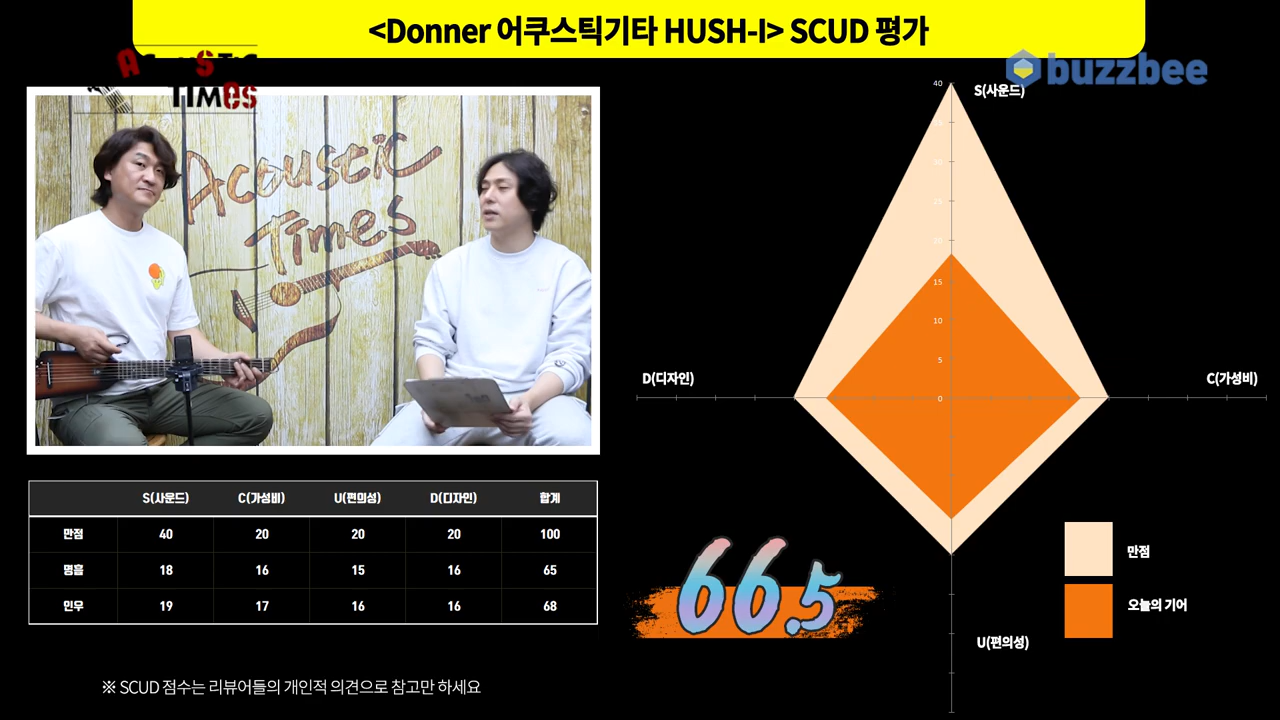 <Donner 어쿠스틱기타 HUSH-I> SCUD 평가
ACOUSTIC
TIMES
buzzbee
Acoustic
Times
S(사운드)
40
30
25
20
15
10
5
0
D(디자인)
C(가성비)
U(편의성)
S(사운드) C(가성비) U(편의성) D(디자인) 합계
만점 40 20 20 20 100
명흠 18 16 15 16 65
인우 19 17 16 16 68
66.5
만점
오늘의 기어
※ SCUD 점수는 리뷰어들의 개인적 의견으로 참고만 하세요